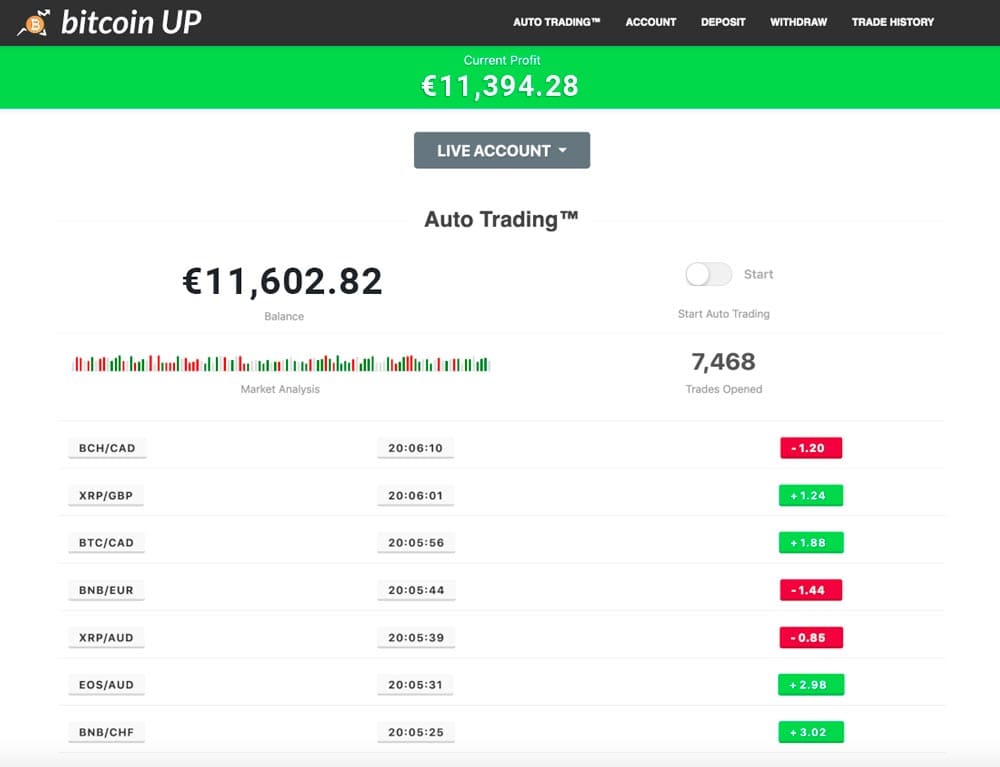 bitcoin UP AUTO TRADING™ ACCOUNT DEPOSIT WITHDRAW TRADE HISTORY
Current Profit
€11,394.28
LIVE ACCOUNT
Auto Trading™
€11,602.82
Balance
Start
Start Auto Trading
Market Analysis
7,468
Trades Opened
BCH/CAD 20:06:10 -1.20
XRP/GBP 20:06:01 +1.24
BTC/CAD 20:05:56 +1.88
BNB/EUR 20:05:44 -1.44
XRP/AUD 20:05:39 -0.85
EOS/AUD 20:05:31 +2.98
BNB/CHF 20:05:25 +3.02